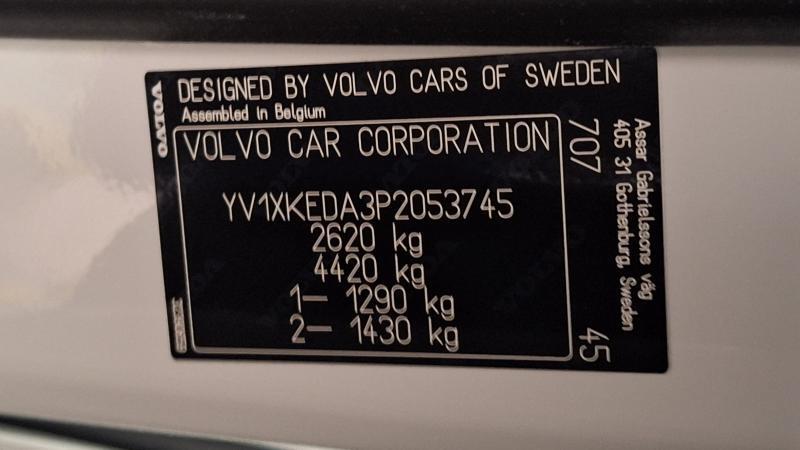 VOLVO
DESIGNED BY VOLVO CARS OF SWEDEN
Assembled in Belgium
VOLVO CAR CORPORATION
YV1XKEDA3P2053745
2620 kg
4420 kg
1– 1290 kg
2– 1430 kg
707
45
Assar Gabrielssons väg
405 31 Gothenburg, Sweden